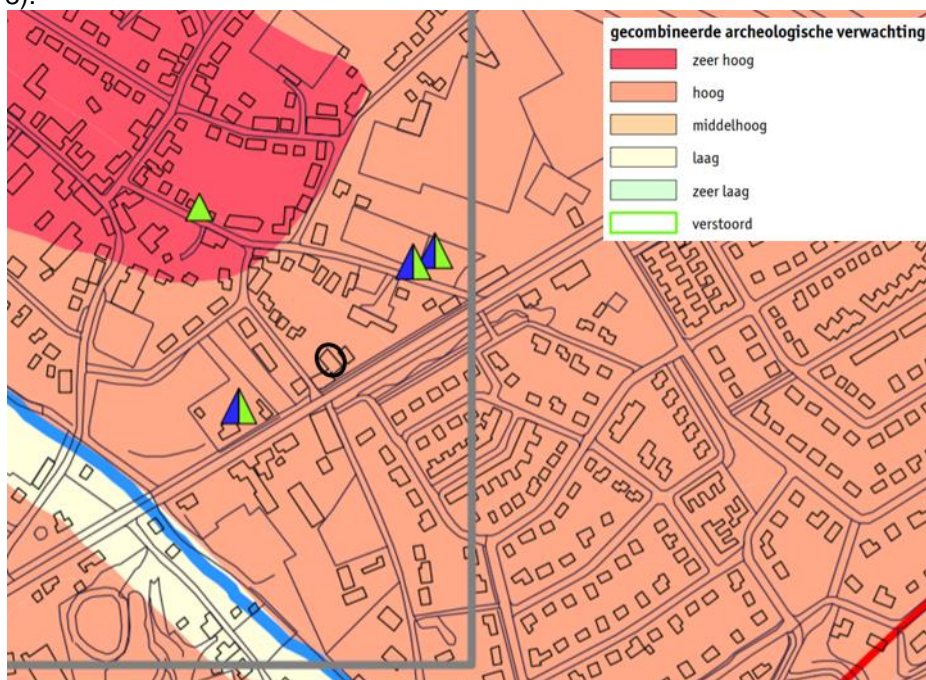 s).
gecombineerde archeologische verwachting
zeer hoog
hoog
middelhoog
laag
zeer laag
verstoord